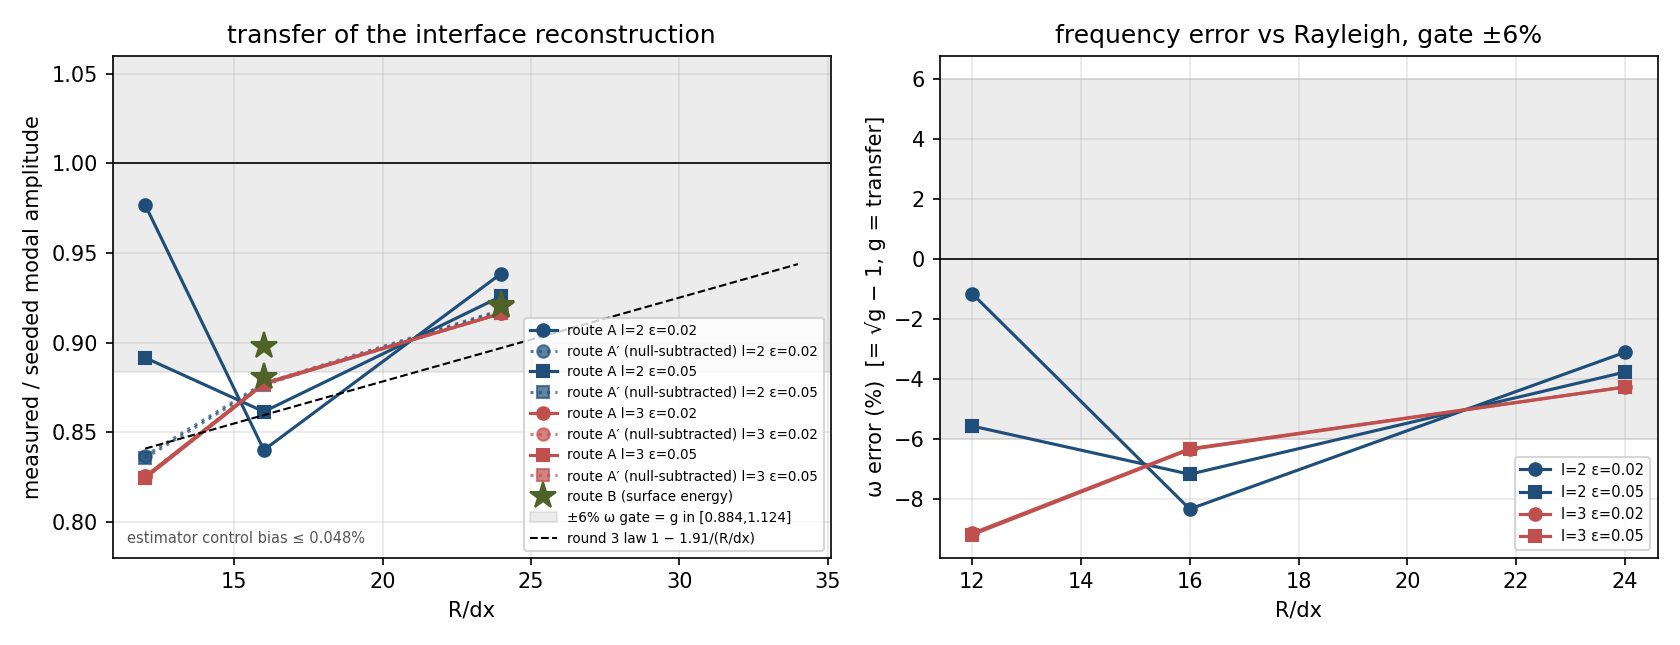 transfer of the interface reconstruction
measured / seeded modal amplitude
1.05
1.00
0.95
0.90
0.85
0.80
route A l=2 ε=0.02
route A′ (null-subtracted) l=2 ε=0.02
route A l=2 ε=0.05
route A′ (null-subtracted) l=2 ε=0.05
route A l=3 ε=0.02
route A′ (null-subtracted) l=3 ε=0.02
route A l=3 ε=0.05
route A′ (null-subtracted) l=3 ε=0.05
route B (surface energy)
±6% ω gate = g in [0.884,1.124]
round 3 law 1 − 1.91/(R/dx)
estimator control bias ≤ 0.048%
15 20 25 30 35
R/dx
frequency error vs Rayleigh, gate ±6%
ω error (%) [= √g − 1, g = transfer]
6
4
2
0
−2
−4
−6
−8
l=2 ε=0.02
l=2 ε=0.05
l=3 ε=0.02
l=3 ε=0.05
12 14 16 18 20 22 24
R/dx